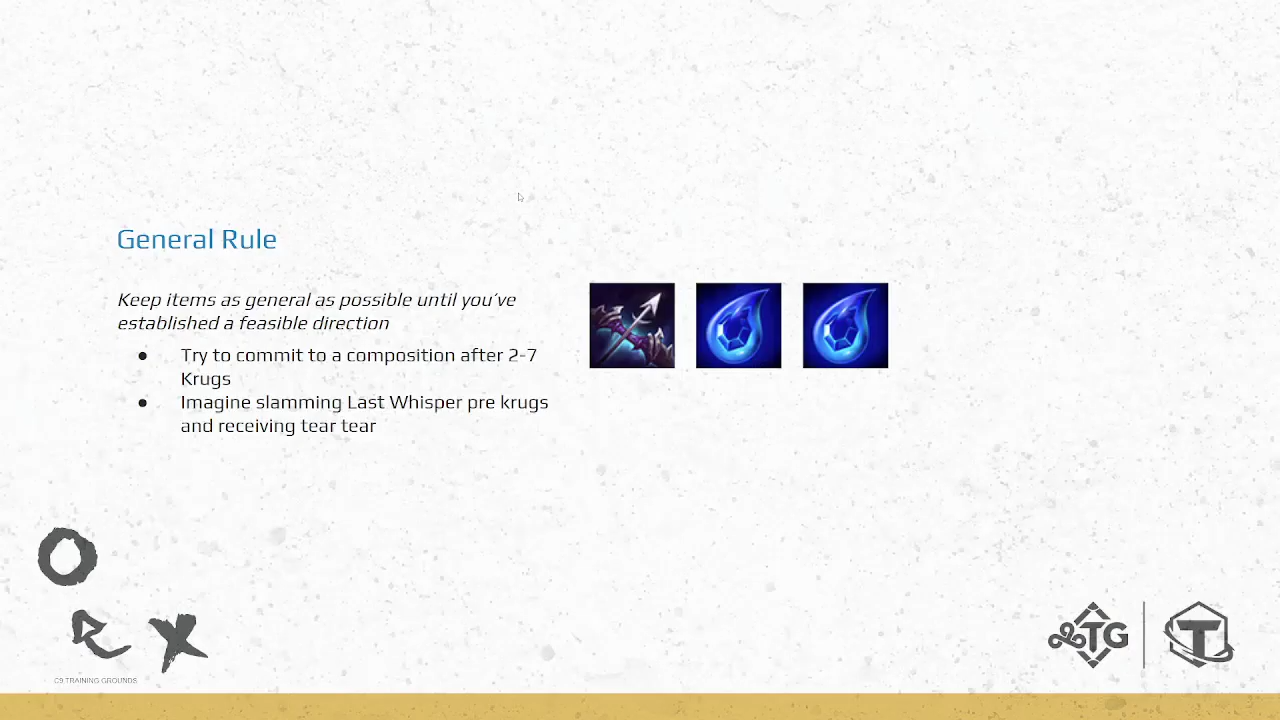 General Rule
Keep items as general as possible until you've
established a feasible direction
● Try to commit to a composition after 2-7
Krugs
● Imagine slamming Last Whisper pre krugs
and receiving tear tear
TG
T
C9 TRAINING GROUNDS